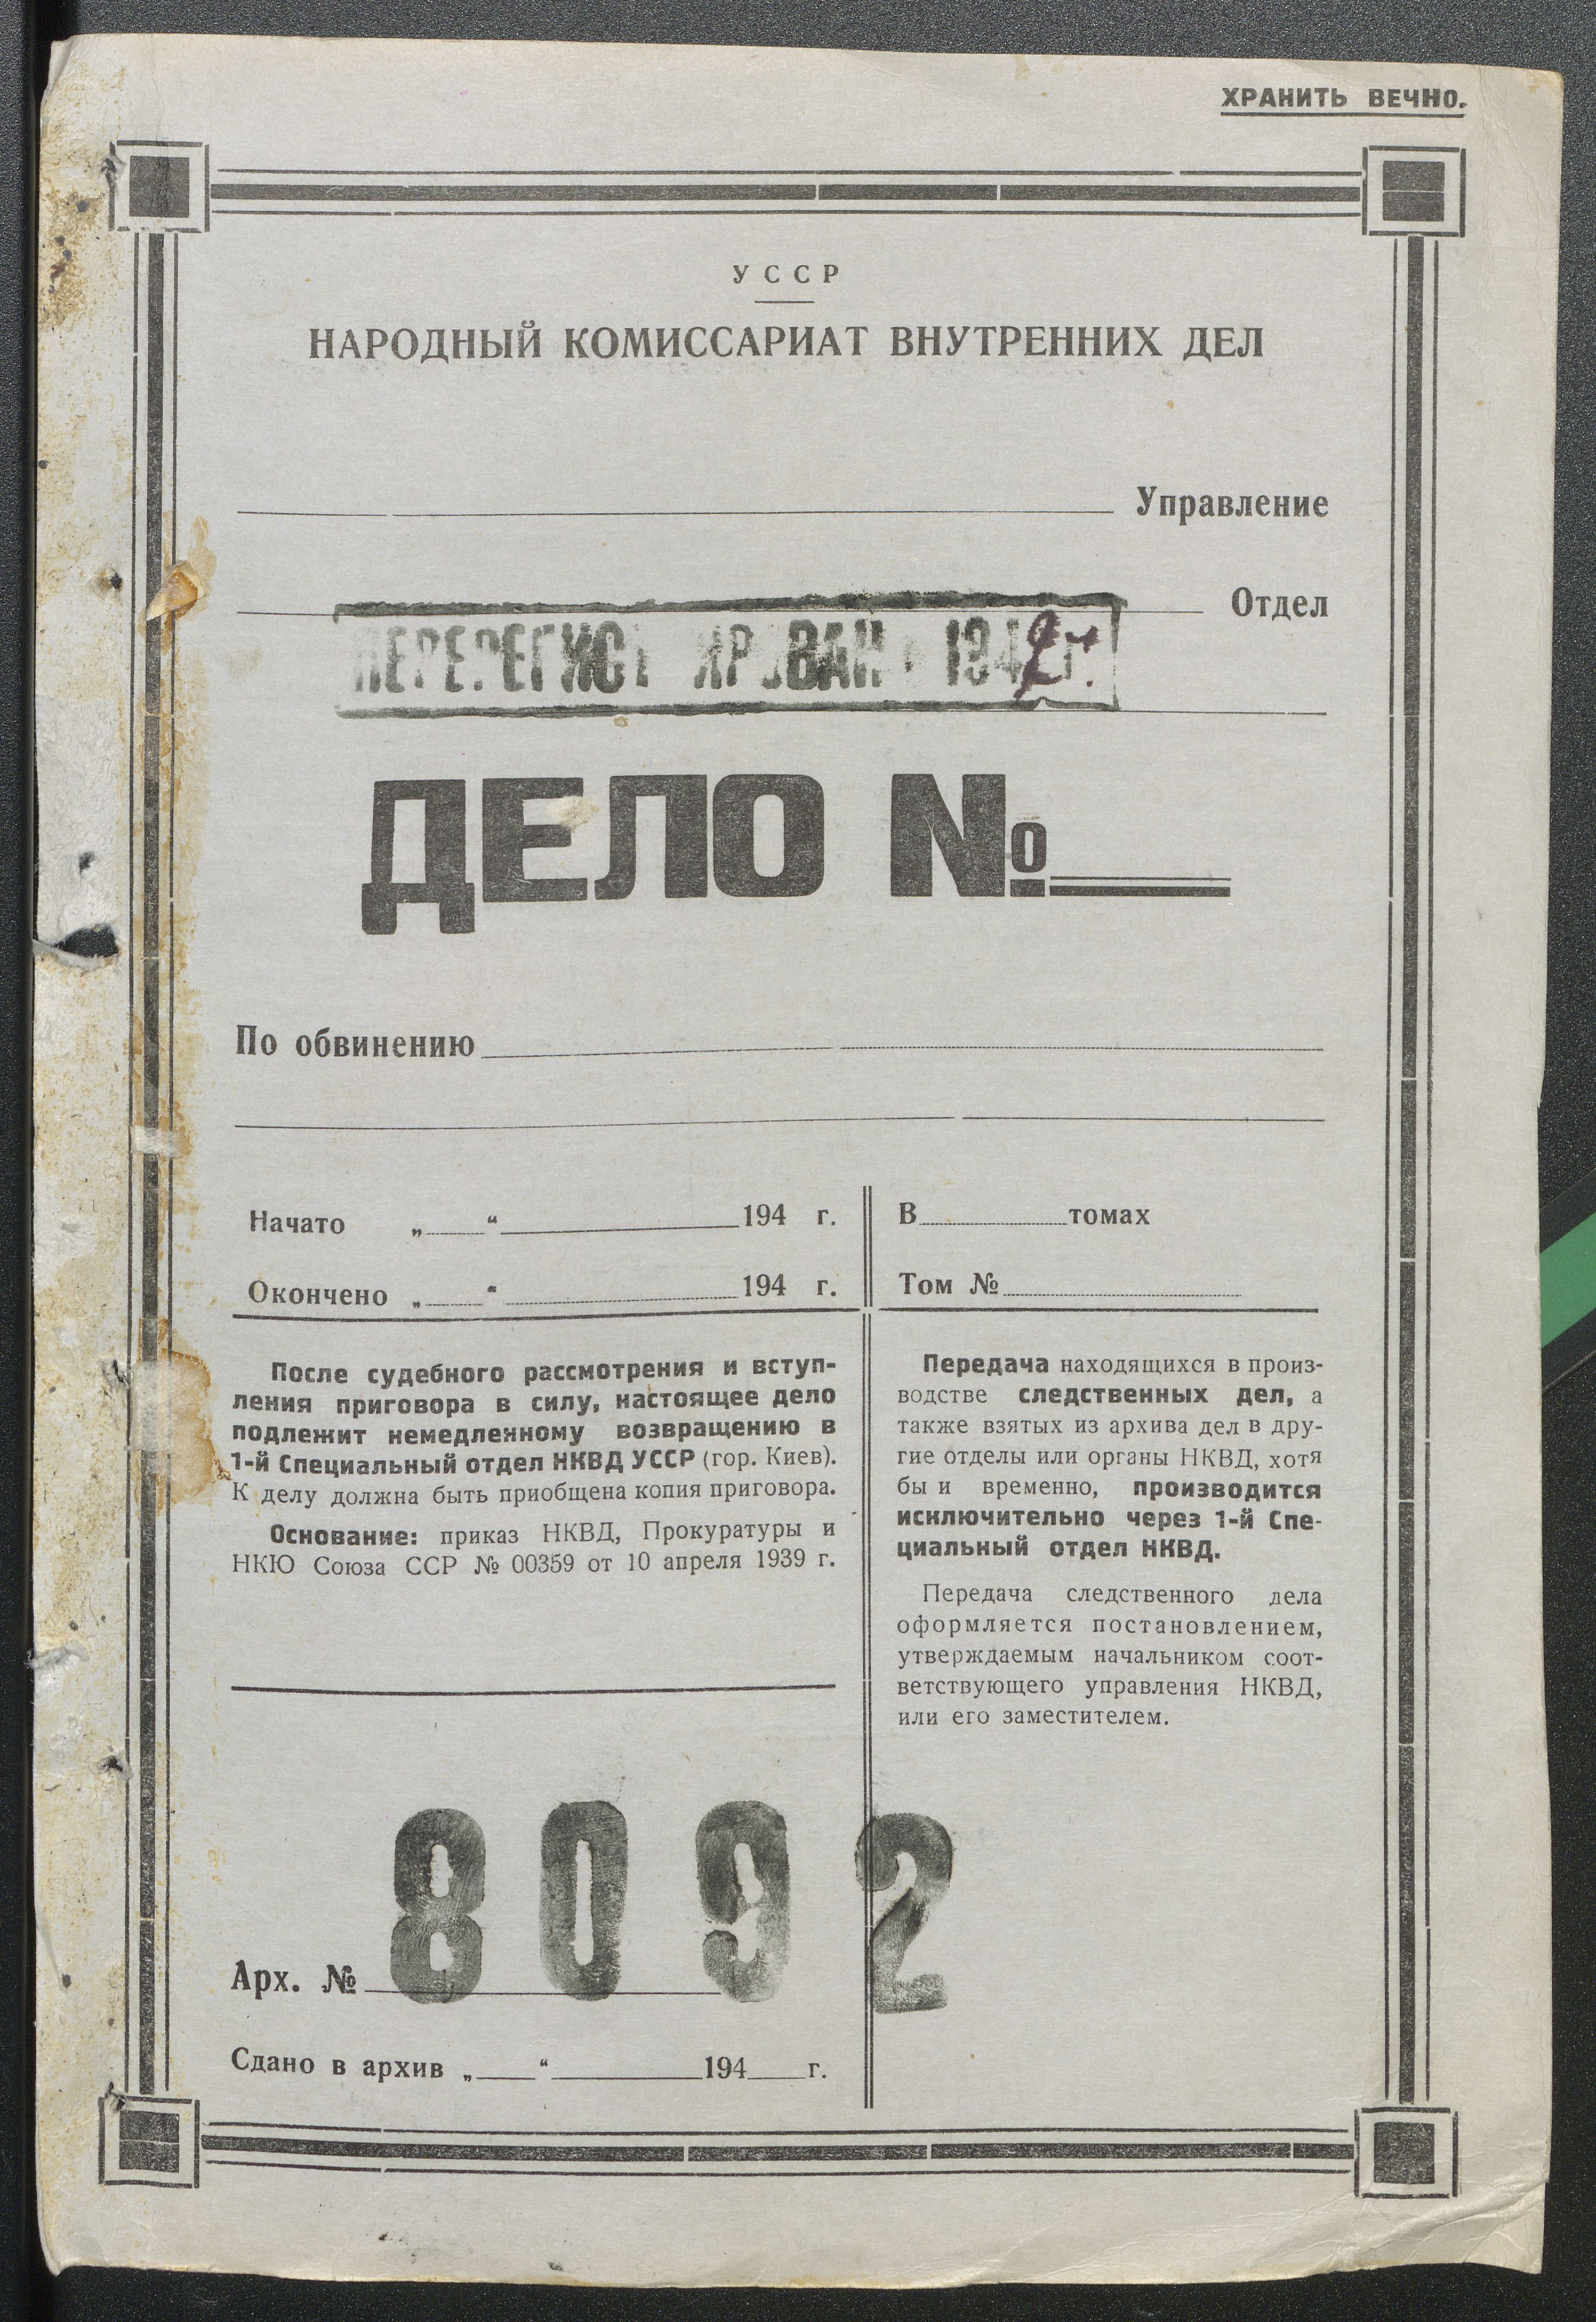 ХРАНИТЬ ВЕЧНО.
УССР
НАРОДНЫЙ КОМИССАРИАТ ВНУТРЕННИХ ДЕЛ
Управление
Отдел
ПЕРЕРЕГИСТРИРОВАНО 194 г.
ДЕЛО №
По обвинению
Начато „ “ 194 г.
Окончено „ “ 194 г.
В томах
Том №
После судебного рассмотрения и вступ-
ления приговора в силу, настоящее дело
подлежит немедленному возвращению в
1-й Специальный отдел НКВД УССР (гор. Киев).
К делу должна быть приобщена копия приговора.
Основание: приказ НКВД, Прокуратуры и
НКЮ Союза ССР № 00359 от 10 апреля 1939 г.
Передача находящихся в произ-
водстве следственных дел, а
также взятых из архива дел в дру-
гие отделы или органы НКВД, хотя
бы и временно, производится
исключительно через 1-й Спе-
циальный отдел НКВД.
Передача следственного дела
оформляется постановлением,
утверждаемым начальником соот-
ветствующего управления НКВД,
или его заместителем.
Арх. № 8092
Сдано в архив „ “ 194 г.